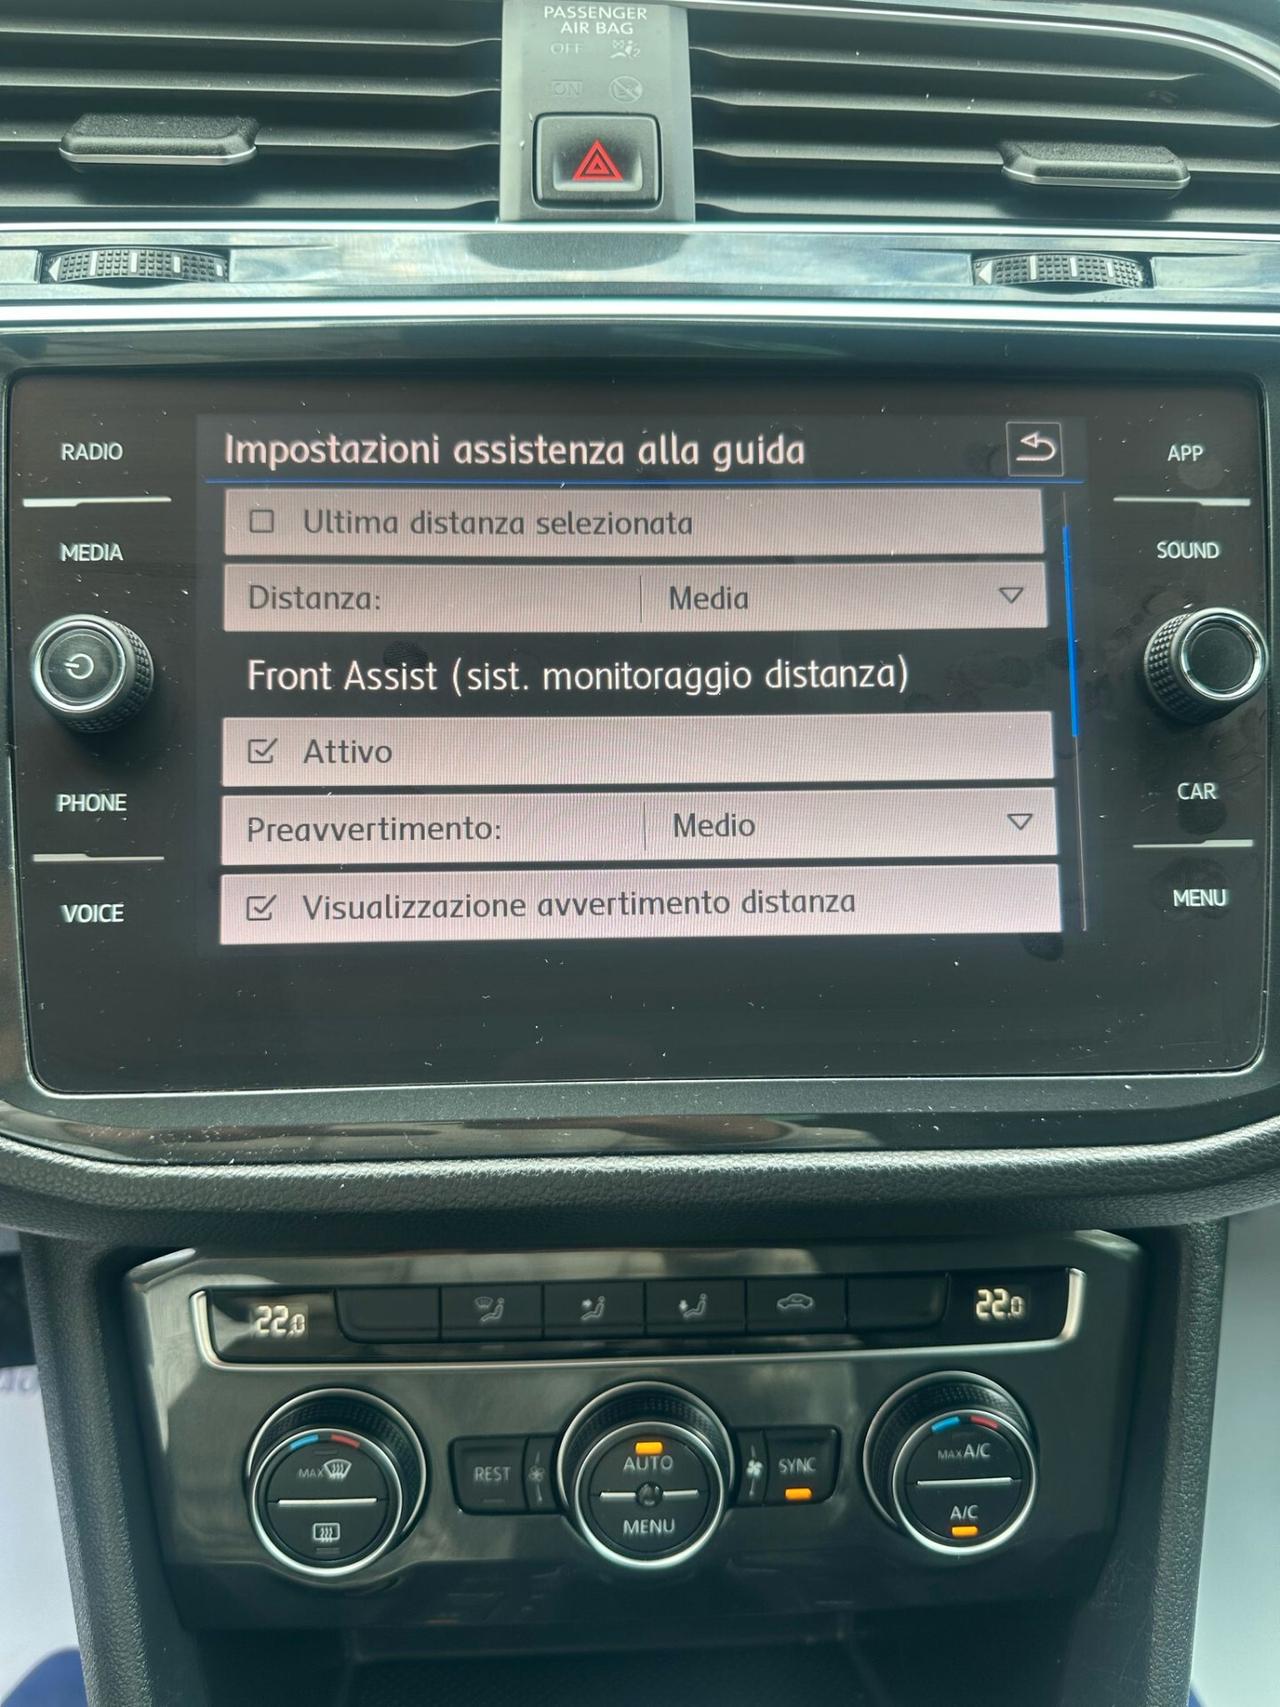 PASSENGER
AIR BAG
OFF
ON
RADIO
MEDIA
PHONE
VOICE
Impostazioni assistenza alla guida
Ultima distanza selezionata
Distanza: Media
Front Assist (sist. monitoraggio distanza)
Attivo
Preavvertimento: Medio
Visualizzazione avvertimento distanza
APP
SOUND
CAR
MENU
22.0
22.0
MAX
REST
AUTO
MENU
SYNC
MAX A/C
A/C